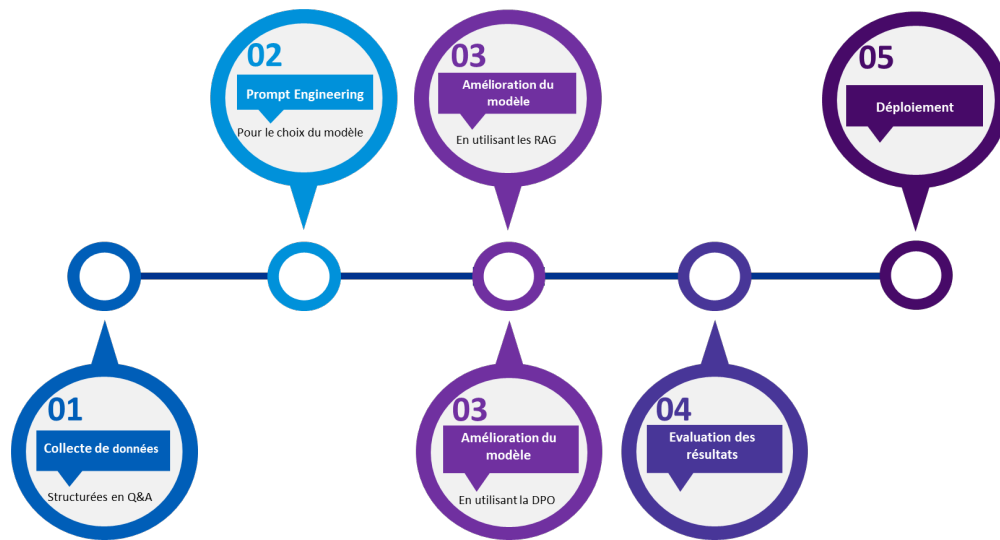 02
Prompt Engineering
Pour le choix du modèle
03
Amélioration du
modèle
En utilisant les RAG
05
Déploiement
01
Collecte de données
Structurées en Q&A
03
Amélioration du
modèle
En utilisant la DPO
04
Evaluation des
résultats